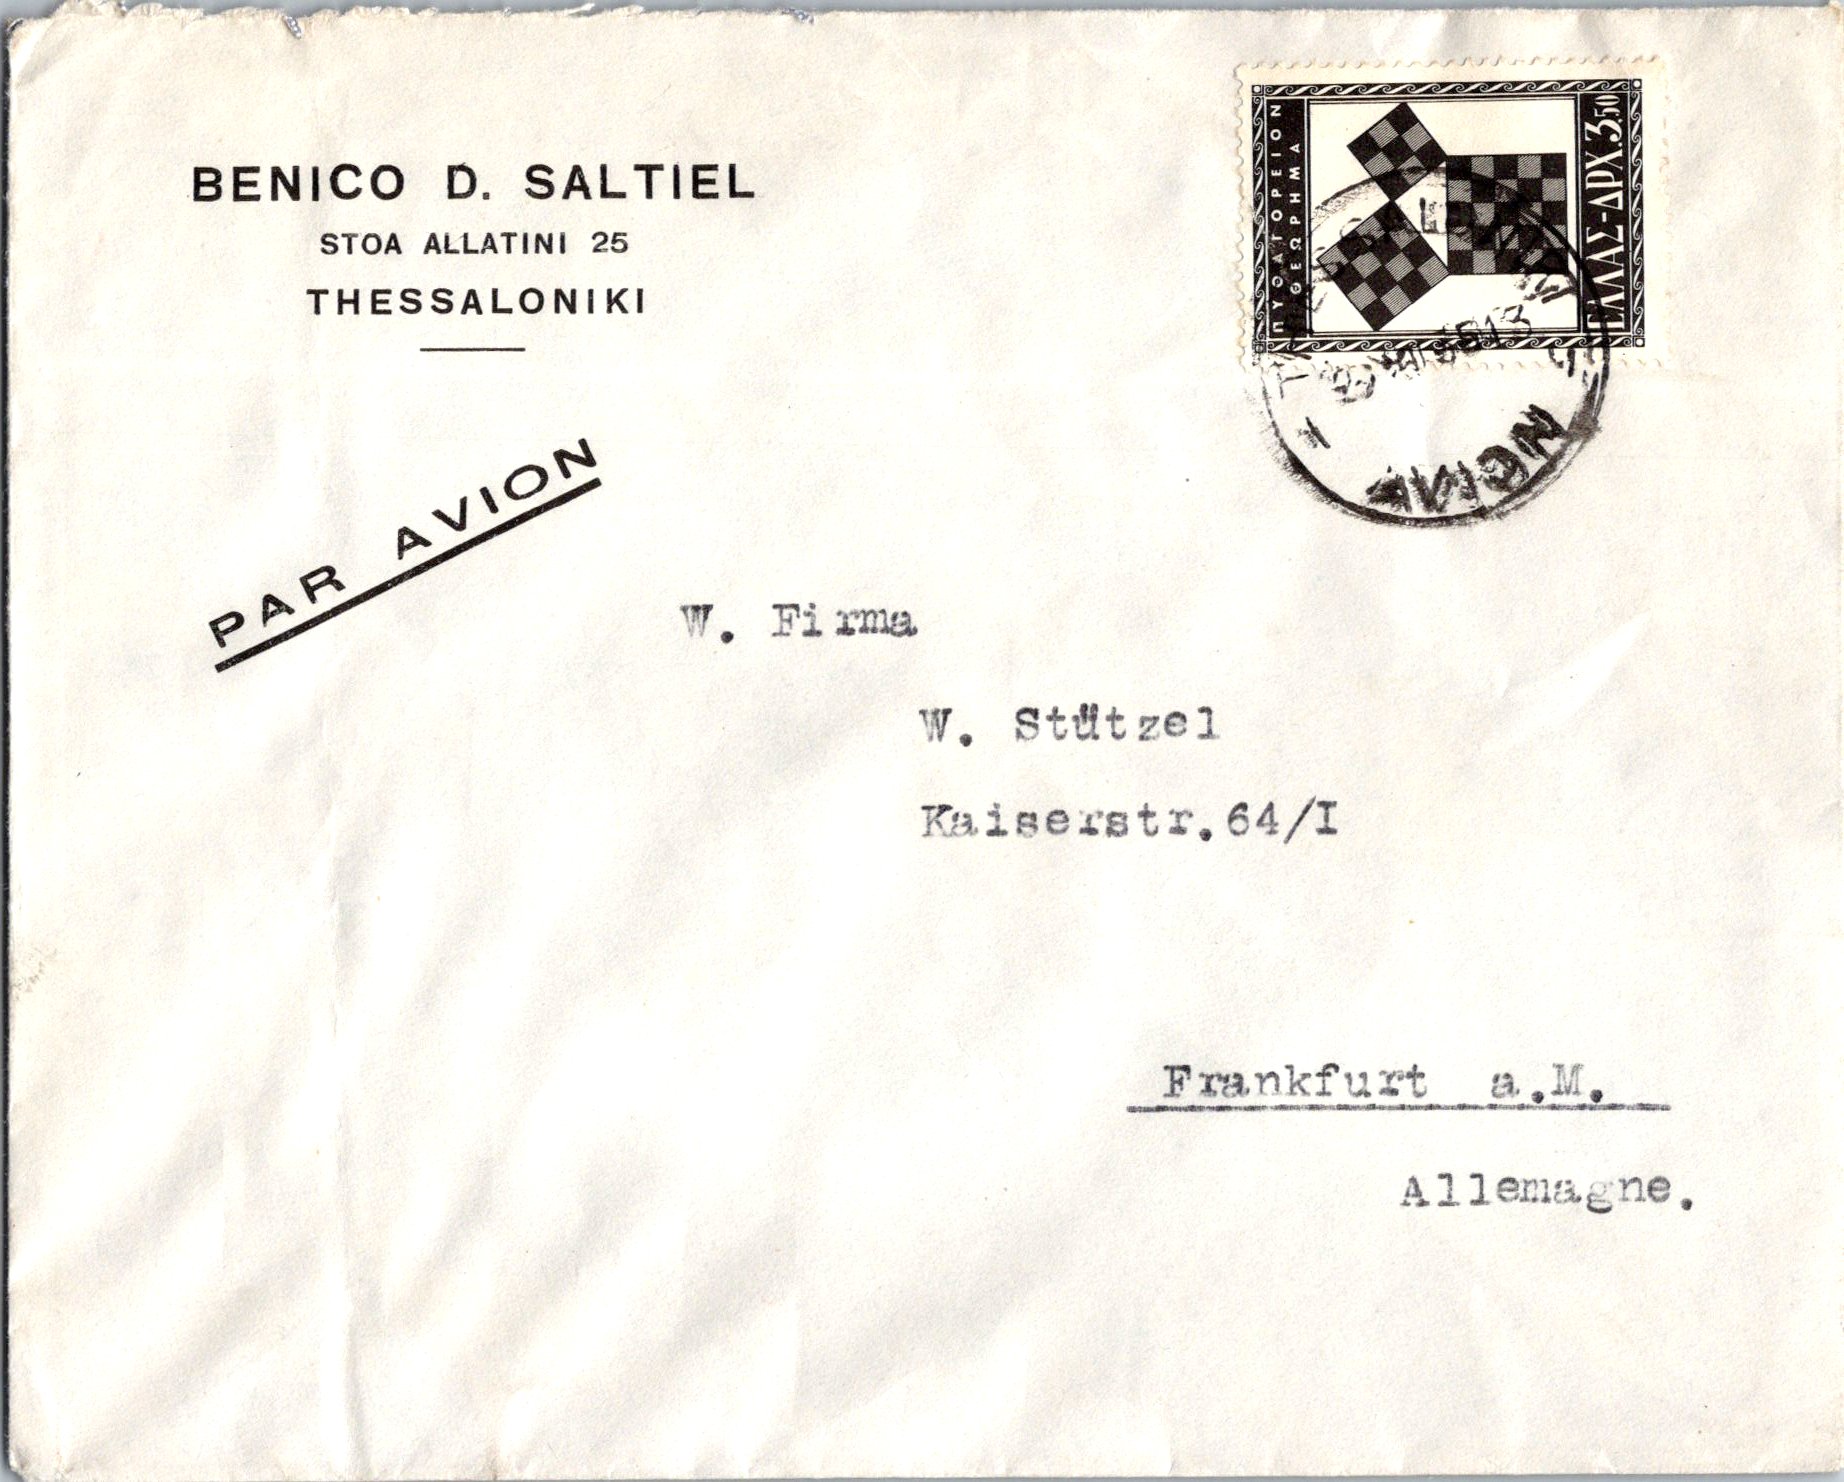 BENICO D. SALTIEL
STOA ALLATINI 25
THESSALONIKI
PAR AVION
ΠΥΘΑΓΟΡΕΙΟΝ
ΘΕΩΡΗΜΑ
ΕΛΛΑΣ-ΔΡΧ 3,50
W. Firma
W. Stützel
Kaiserstr.64/I
Frankfurt a.M.
Allemagne.